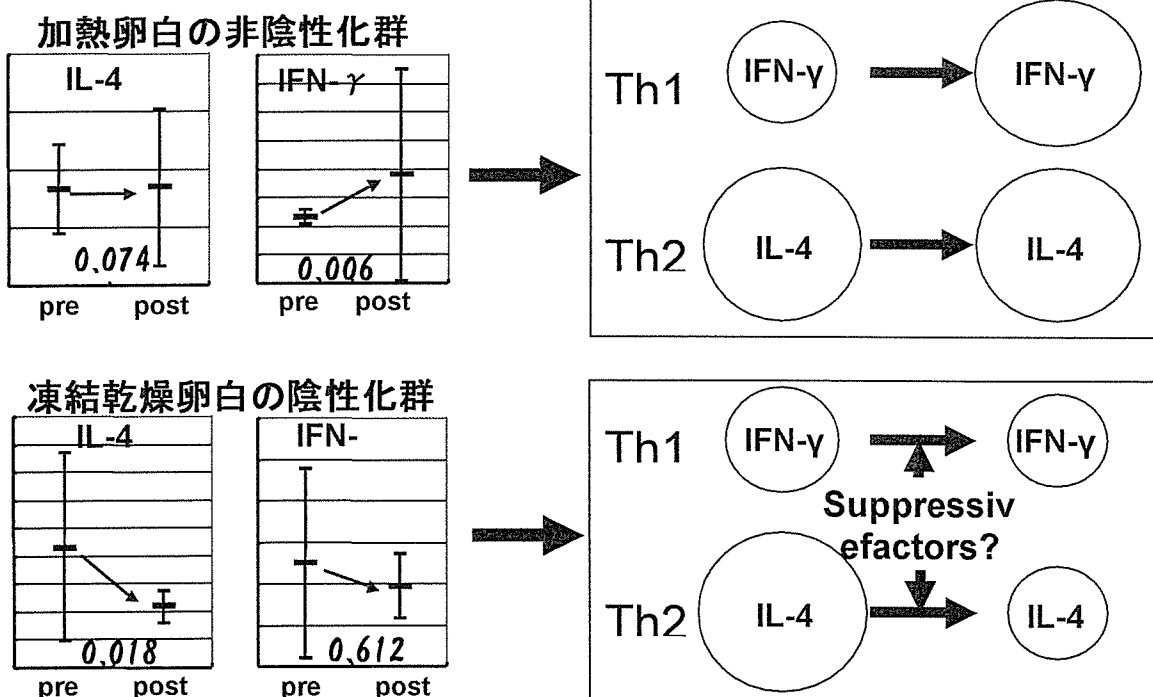 加熱卵白の非陰性化群
IL-4
0.074
pre post
IFN-γ
0.006
pre post
Th1 IFN-γ IFN-γ
Th2 IL-4 IL-4
凍結乾燥卵白の陰性化群
IL-4
0.018
pre post
IFN-
0.612
pre post
Th1 IFN-γ IFN-γ
Suppressiv
efactors?
Th2 IL-4 IL-4